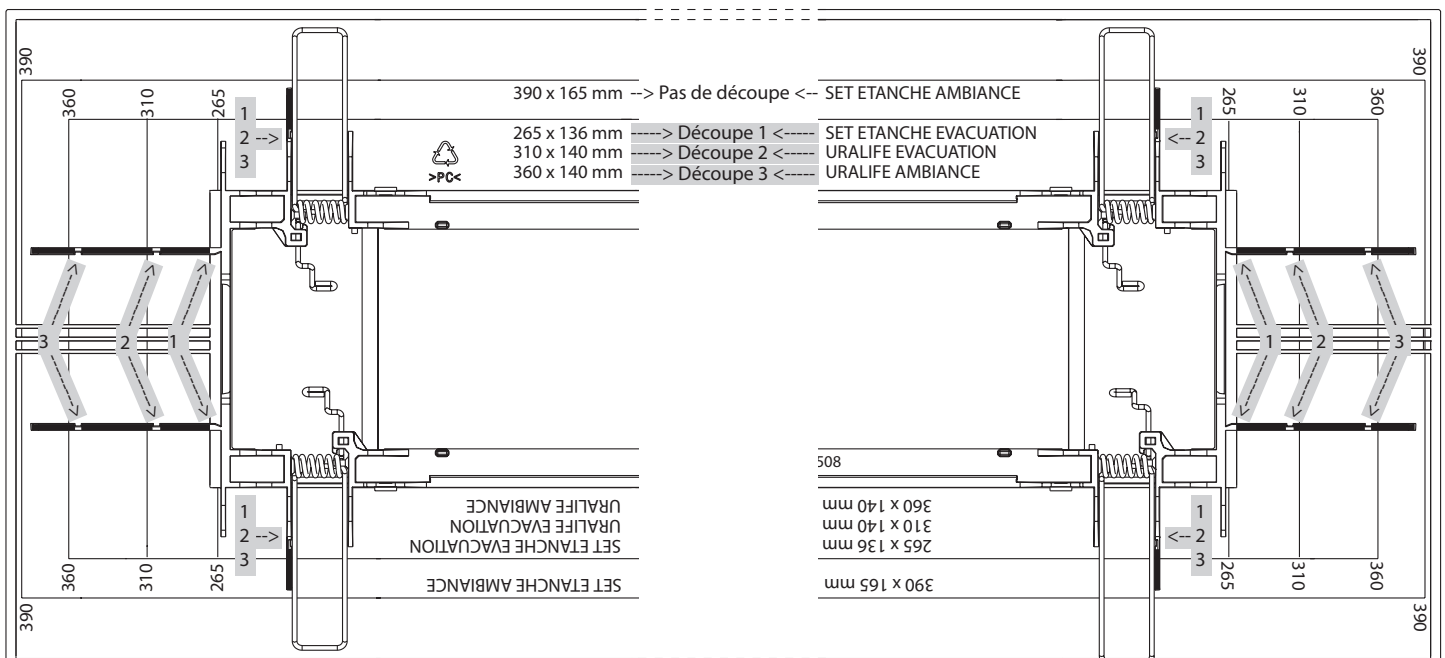 390
390
390 x 165 mm --> Pas de découpe <-- SET ETANCHE AMBIANCE
360 310 265
265 310 360
1
2 -->
3
1
<-- 2
3
265 x 136 mm -----> Découpe 1 <----- SET ETANCHE EVACUATION
310 x 140 mm -----> Découpe 2 <----- URALIFE EVACUATION
360 x 140 mm -----> Découpe 3 <----- URALIFE AMBIANCE
>PC<
3 2 1
1 2 3
508
1
2 -->
3
1
<-- 2
3
URALIFE AMBIANCE 360 x 140 mm
URALIFE EVACUATION 310 x 140 mm
SET ETANCHE EVACUATION 265 x 136 mm
SET ETANCHE AMBIANCE 390 x 165 mm
360 310 265
265 310 360
390
390